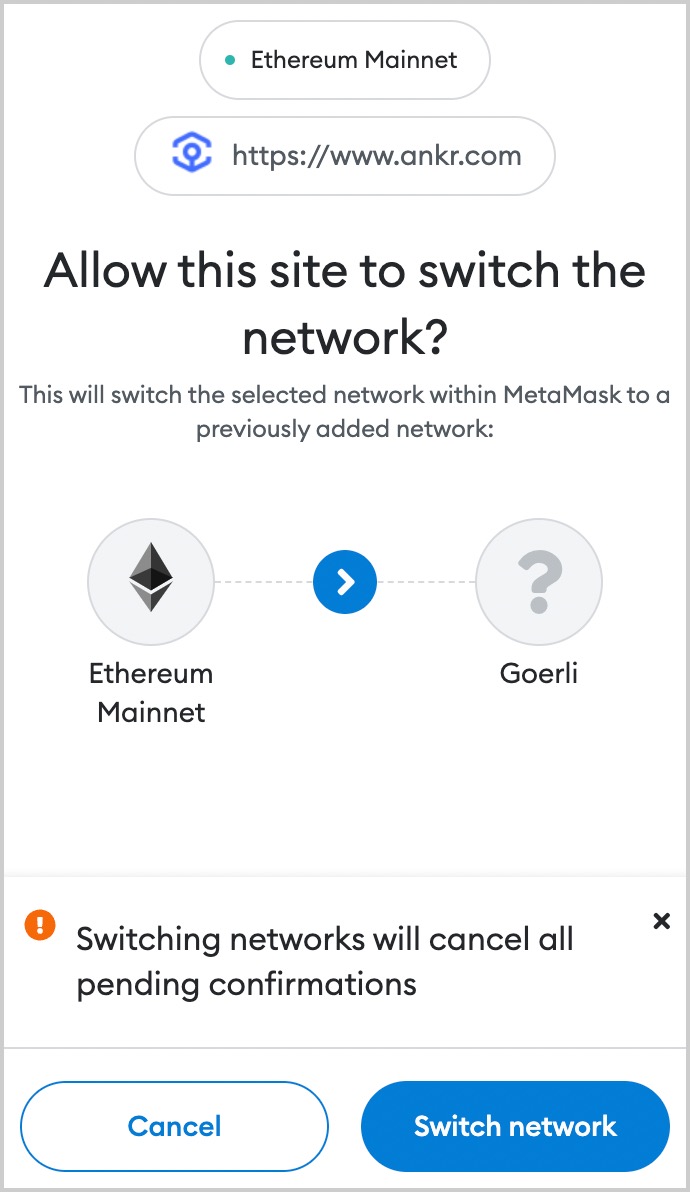 Ethereum Mainnet
https://www.ankr.com
Allow this site to switch the
network?
This will switch the selected network within MetaMask to a
previously added network:
?
Ethereum
Mainnet
Goerli
Switching networks will cancel all
pending confirmations
Cancel
Switch network